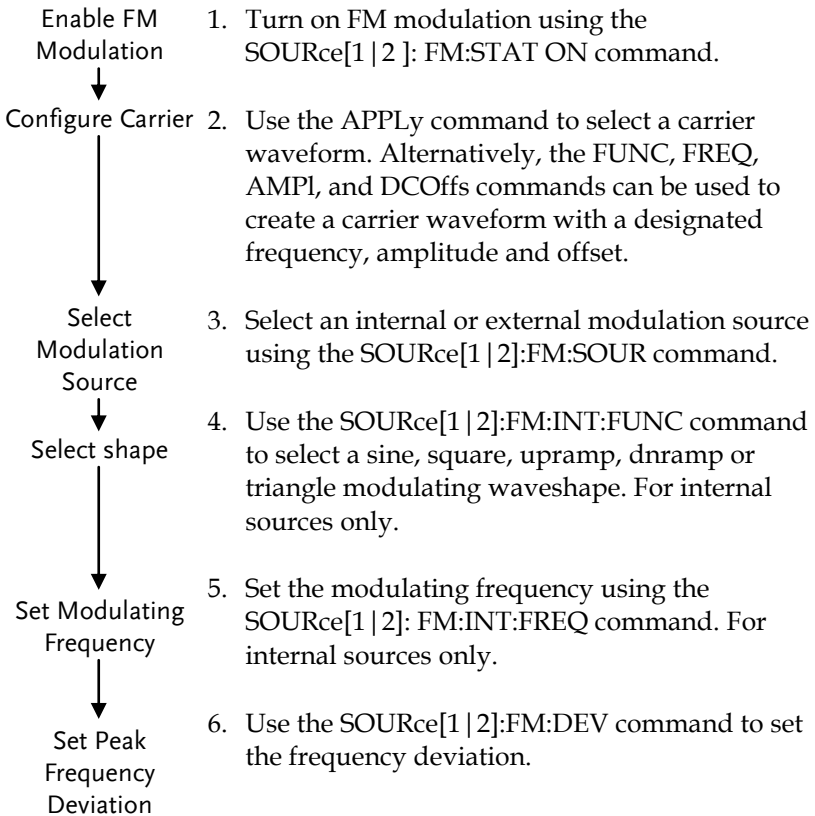 Enable FM
Modulation
1. Turn on FM modulation using the
SOURce[1|2 ]: FM:STAT ON command.
Configure Carrier
2. Use the APPLy command to select a carrier
waveform. Alternatively, the FUNC, FREQ,
AMPl, and DCOffs commands can be used to
create a carrier waveform with a designated
frequency, amplitude and offset.
Select
Modulation
Source
3. Select an internal or external modulation source
using the SOURce[1|2]:FM:SOUR command.
Select shape
4. Use the SOURce[1|2]:FM:INT:FUNC command
to select a sine, square, upramp, dnramp or
triangle modulating waveshape. For internal
sources only.
Set Modulating
Frequency
5. Set the modulating frequency using the
SOURce[1|2]: FM:INT:FREQ command. For
internal sources only.
Set Peak
Frequency
Deviation
6. Use the SOURce[1|2]:FM:DEV command to set
the frequency deviation.